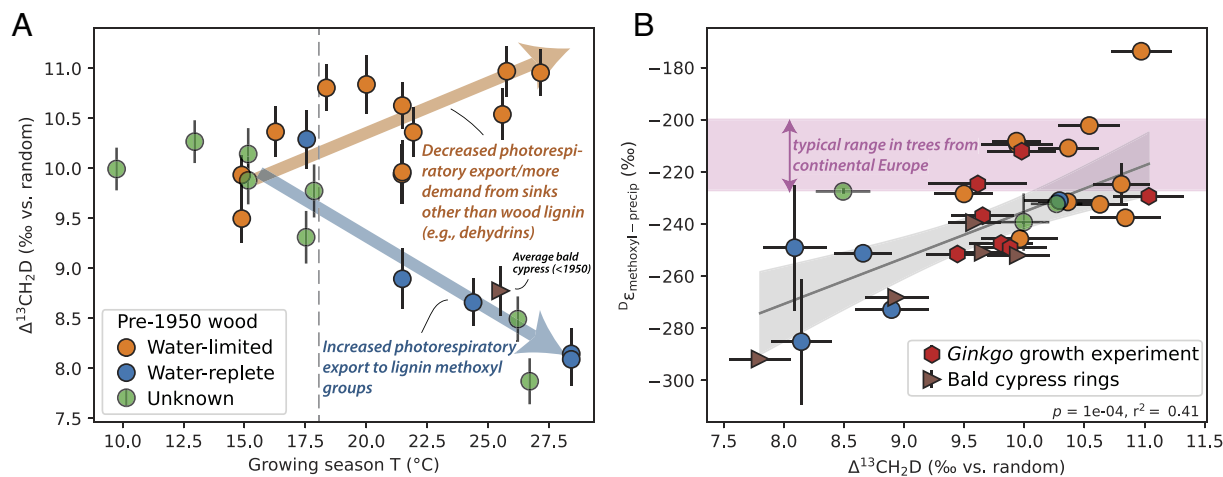 A
Δ¹³CH₂D (‰ vs. random)
11.0
10.5
10.0
9.5
9.0
8.5
8.0
7.5
Decreased photorespi-
ratory export/more
demand from sinks
other than wood lignin
(e.g., dehydrins)
Average bald
cypress (<1950)
Increased photorespiratory
export to lignin methoxyl
groups
Pre-1950 wood
Water-limited
Water-replete
Unknown
10.0 12.5 15.0 17.5 20.0 22.5 25.0 27.5
Growing season T (°C)
B
ᴰε methoxyl−precip (‰)
−180
−200
−220
−240
−260
−280
−300
typical range in trees from
continental Europe
Ginkgo growth experiment
Bald cypress rings
p = 1e-04, r² = 0.41
7.5 8.0 8.5 9.0 9.5 10.0 10.5 11.0 11.5
Δ¹³CH₂D (‰ vs. random)